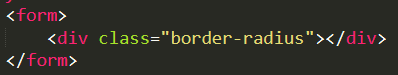 <form>
    <div class="border-radius"></div>
</form>